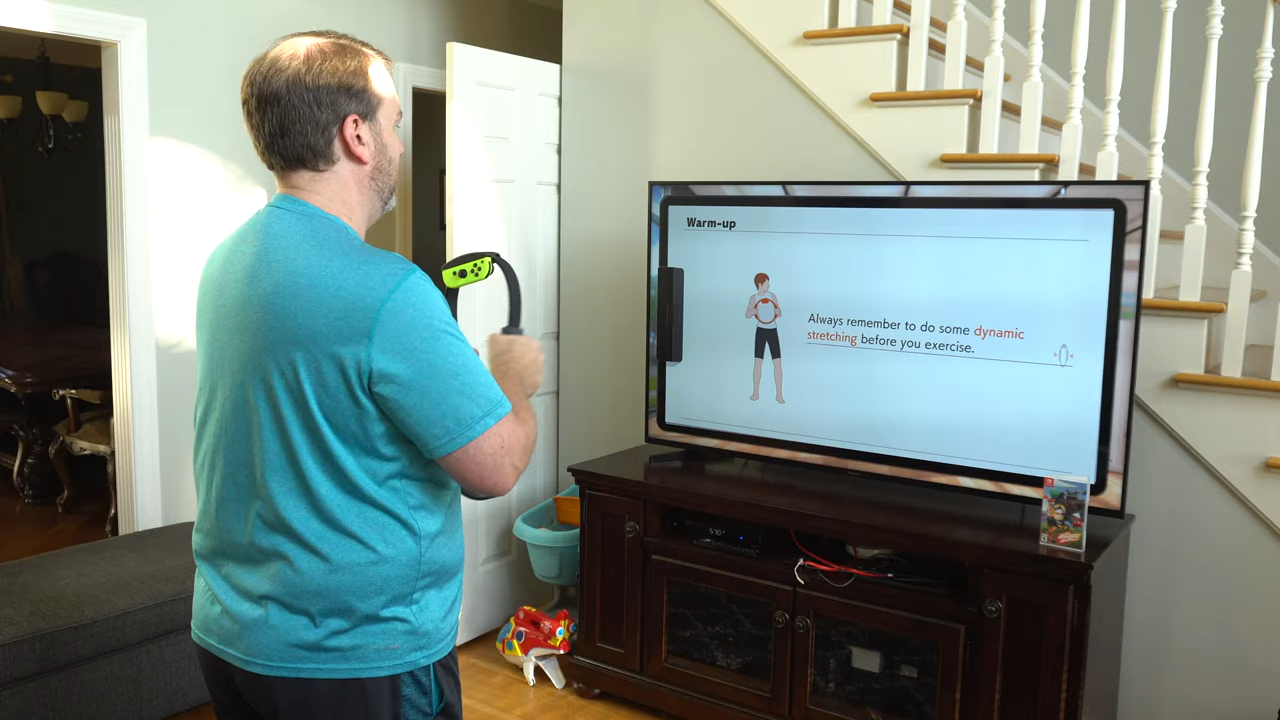 Warm-up
Always remember to do some dynamic
stretching before you exercise.